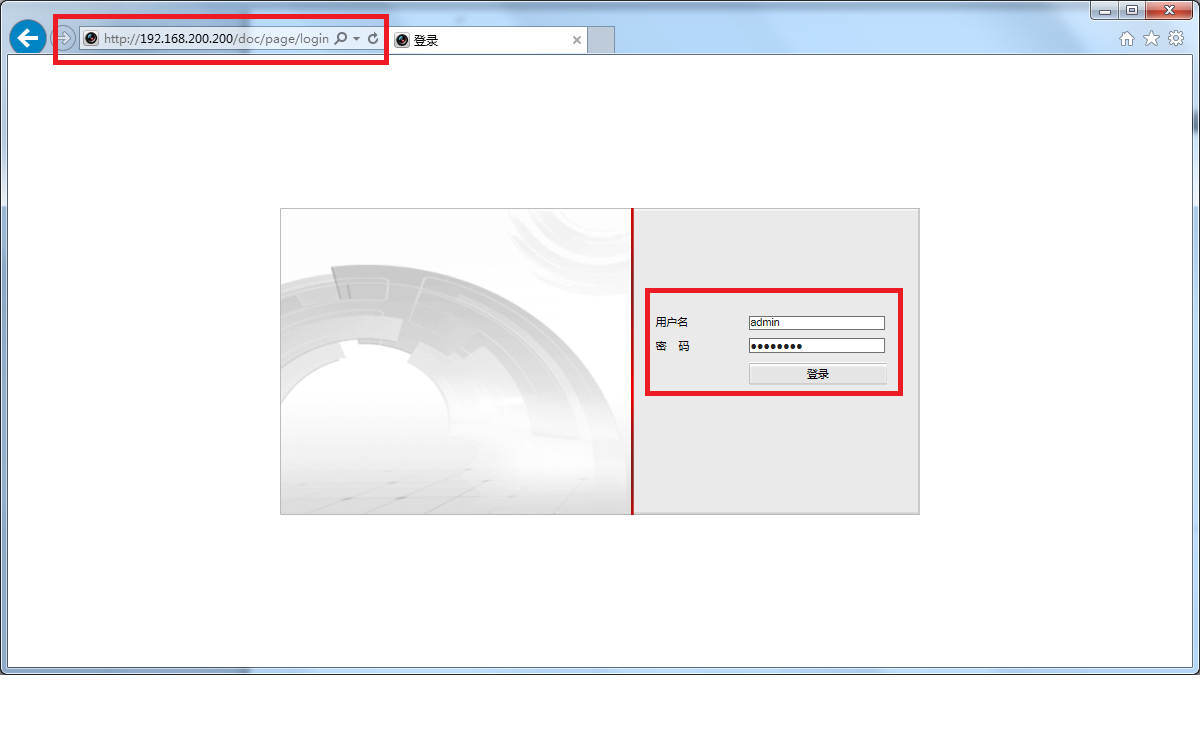 http://192.168.200.200/doc/page/login
登录
用户名 admin
密 码 ••••••••
登录